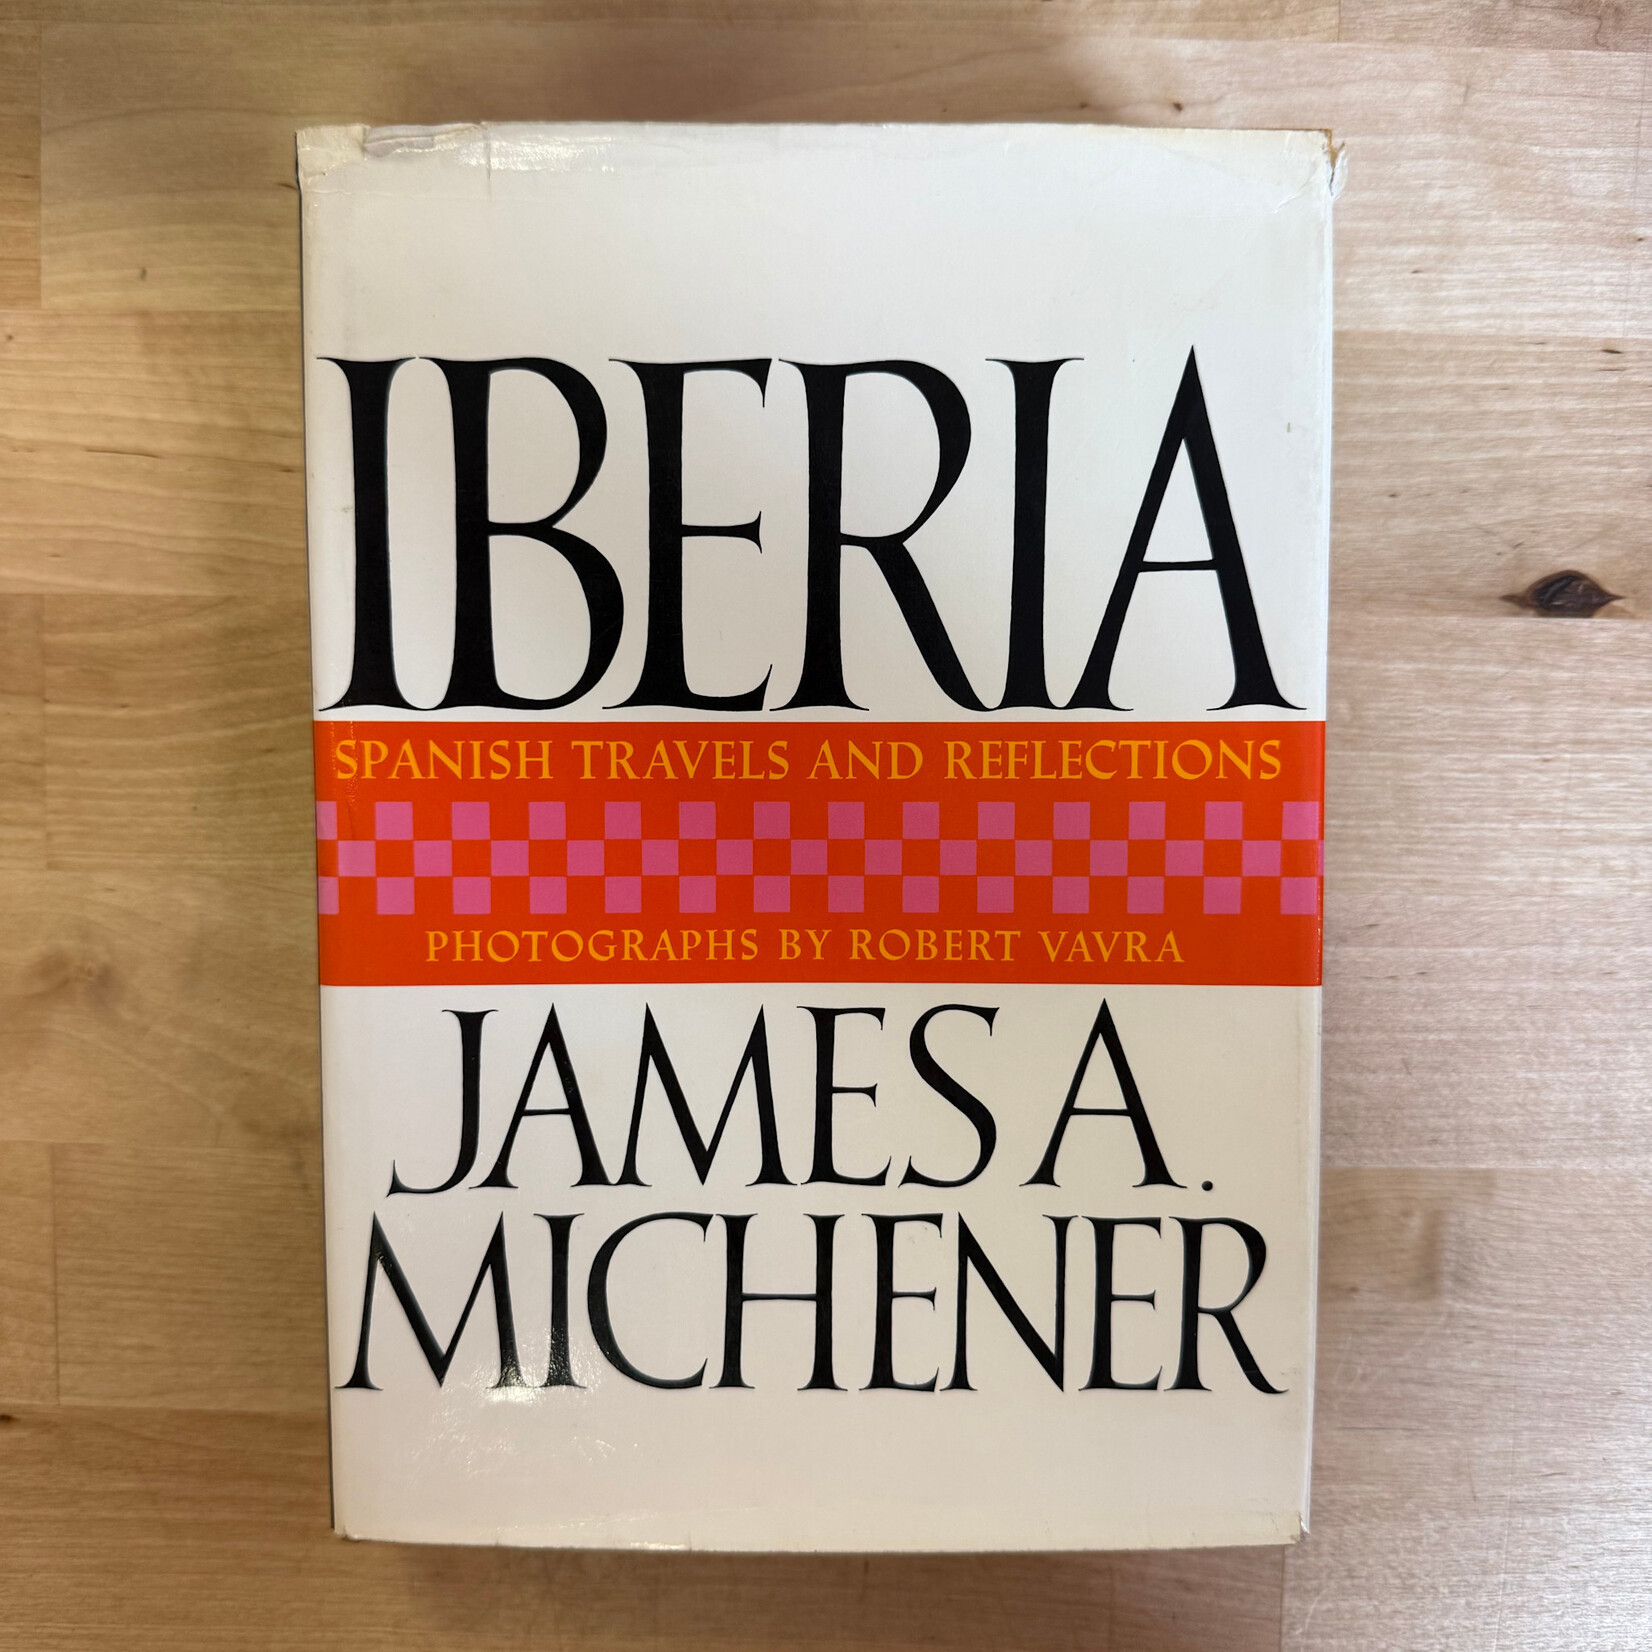 IBERIA
SPANISH TRAVELS AND REFLECTIONS
PHOTOGRAPHS BY ROBERT VAVRA
JAMES A.
MICHENER